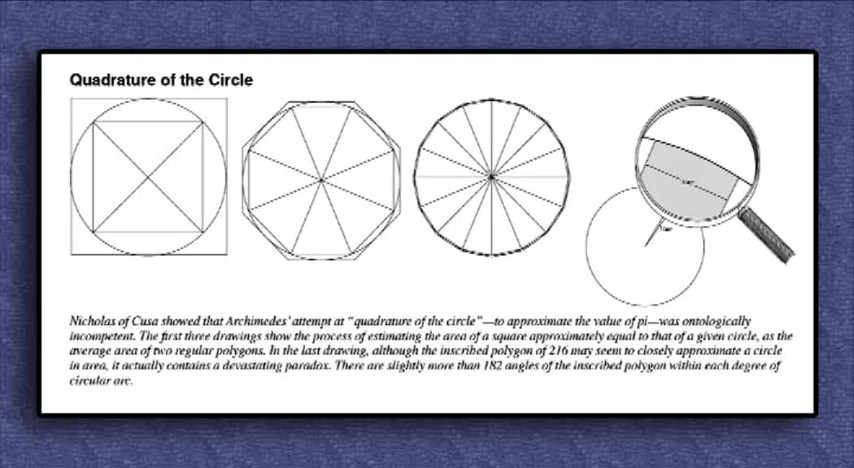 Quadrature of the Circle
Nicholas of Cusa showed that Archimedes' attempt at "quadrature of the circle"—to approximate the value of pi—was ontologically
incompetent. The first three drawings show the process of estimating the area of a square approximately equal to that of a given circle, as the
average area of two regular polygons. In the last drawing, although the inscribed polygon of 216 may seem to closely approximate a circle
in area, it actually contains a devastating paradox. There are slightly more than 182 angles of the inscribed polygon within each degree of
circular arc.